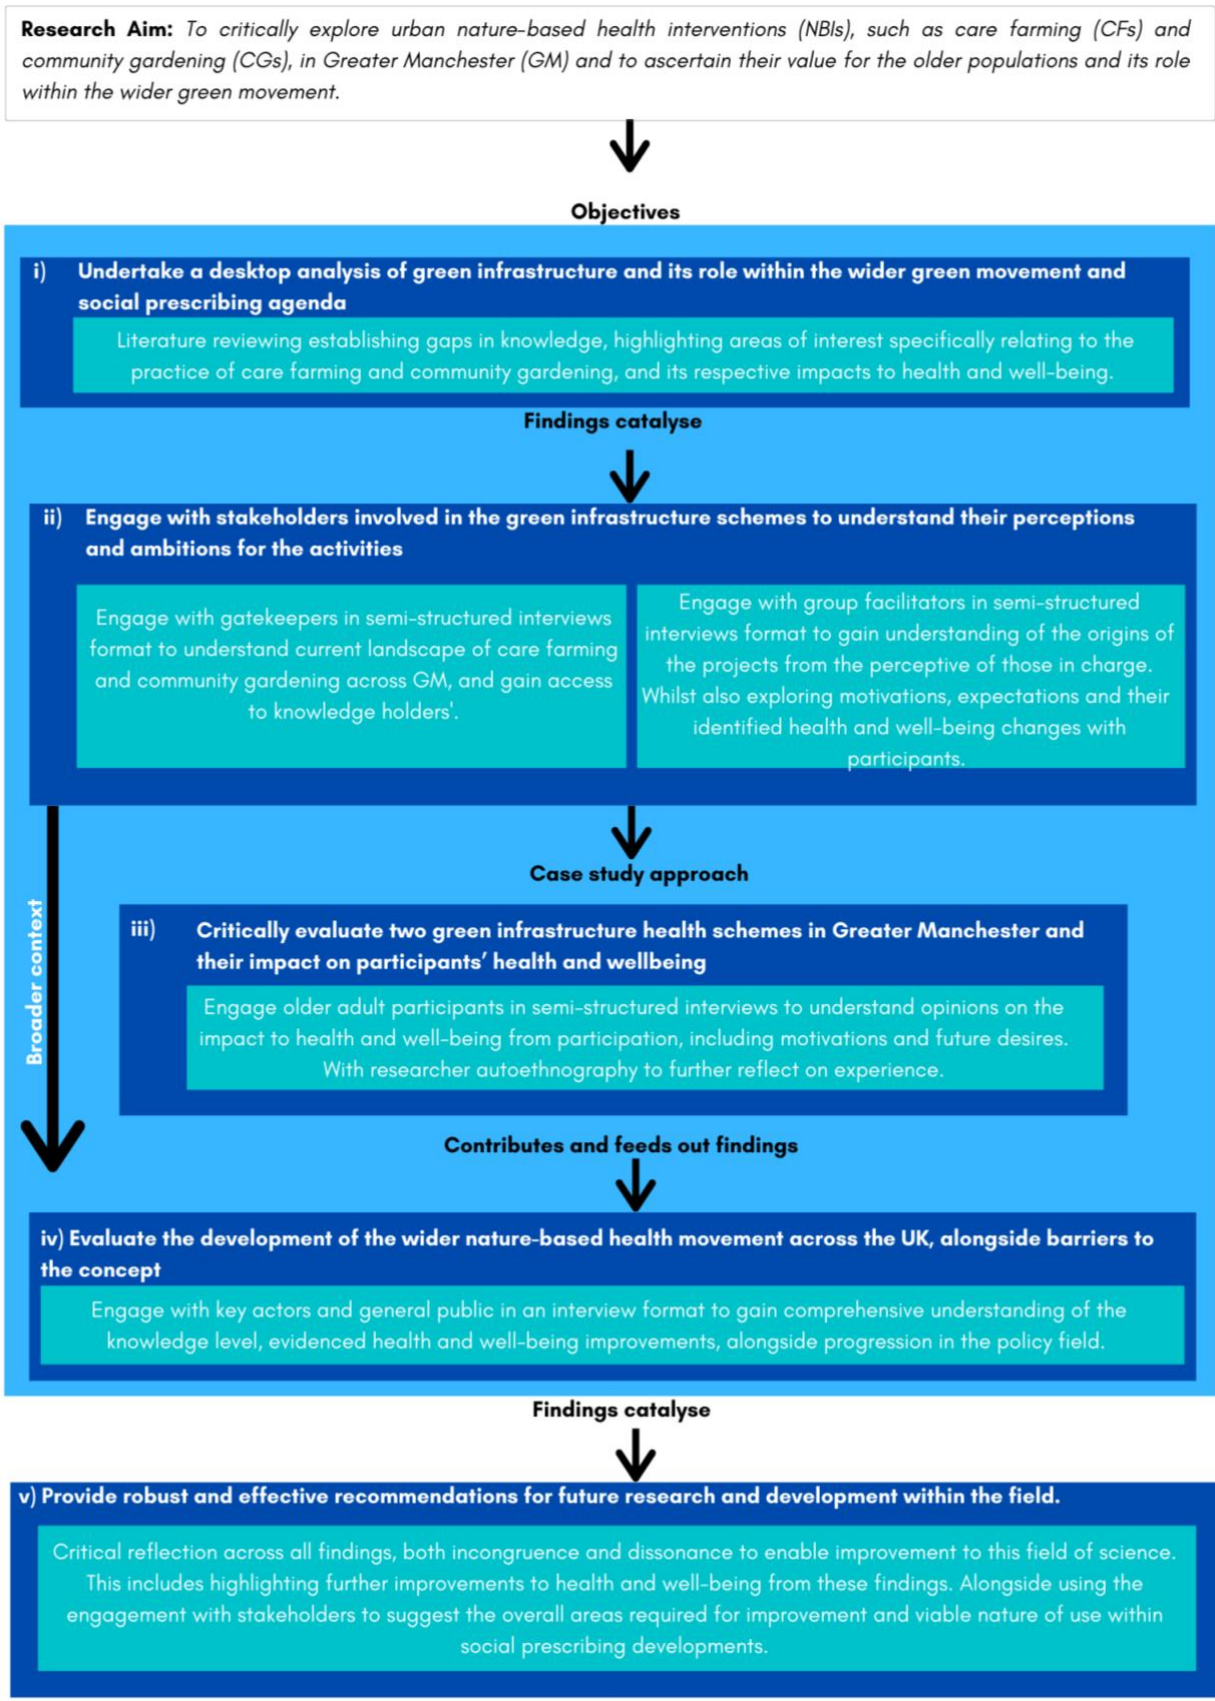 Research Aim: To critically explore urban nature-based health interventions (NBIs), such as care farming (CFs) and
community gardening (CGs), in Greater Manchester (GM) and to ascertain their value for the older populations and its role
within the wider green movement.
Objectives
i) Undertake a desktop analysis of green infrastructure and its role within the wider green movement and
social prescribing agenda
Literature reviewing establishing gaps in knowledge, highlighting areas of interest specifically relating to the
practice of care farming and community gardening, and its respective impacts to health and well-being.
Findings catalyse
ii) Engage with stakeholders involved in the green infrastructure schemes to understand their perceptions
and ambitions for the activities
Engage with gatekeepers in semi-structured interviews
format to understand current landscape of care farming
and community gardening across GM, and gain access
to knowledge holders'.
Engage with group facilitators in semi-structured
interviews format to gain understanding of the origins of
the projects from the perceptive of those in charge.
Whilst also exploring motivations, expectations and their
identified health and well-being changes with
participants.
Broader context
Case study approach
iii) Critically evaluate two green infrastructure health schemes in Greater Manchester and
their impact on participants’ health and wellbeing
Engage older adult participants in semi-structured interviews to understand opinions on the
impact to health and well-being from participation, including motivations and future desires.
With researcher autoethnography to further reflect on experience.
Contributes and feeds out findings
iv) Evaluate the development of the wider nature-based health movement across the UK, alongside barriers to
the concept
Engage with key actors and general public in an interview format to gain comprehensive understanding of the
knowledge level, evidenced health and well-being improvements, alongside progression in the policy field.
Findings catalyse
v) Provide robust and effective recommendations for future research and development within the field.
Critical reflection across all findings, both incongruence and dissonance to enable improvement to this field of science.
This includes highlighting further improvements to health and well-being from these findings. Alongside using the
engagement with stakeholders to suggest the overall areas required for improvement and viable nature of use within
social prescribing developments.